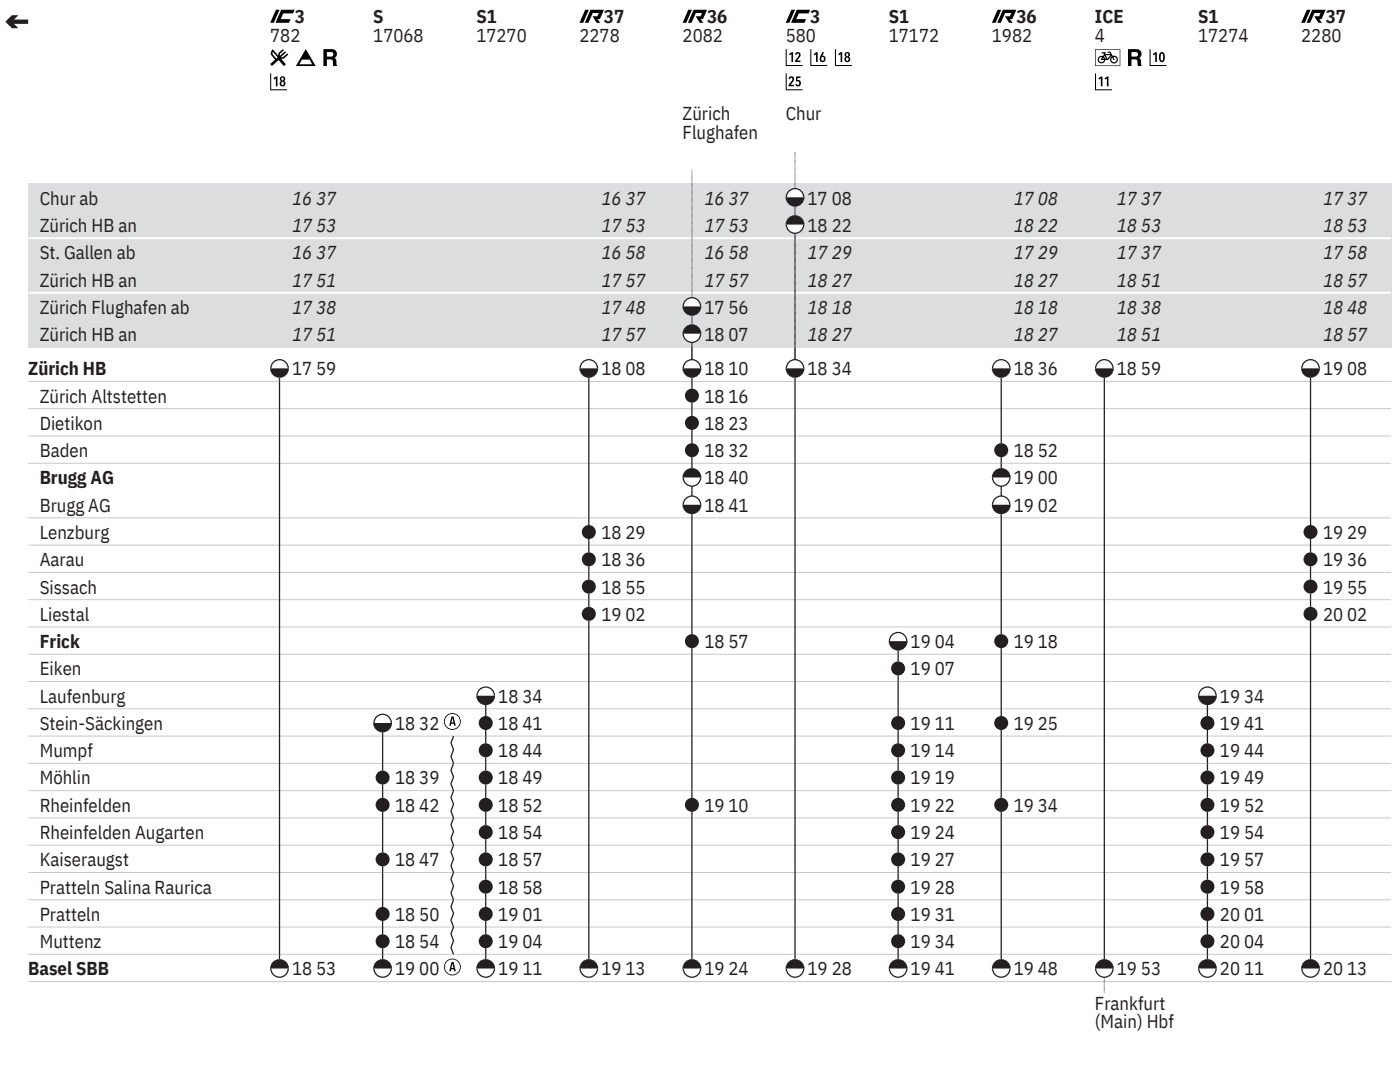 IC3 S S1 IR37 IR36 IC3 S1 IR36 ICE S1 IR37
782 17068 17270 2278 2082 580 17172 1982 4 17274 2280
R 12 16 18 R 10
18 25 11
Zürich Chur
Flughafen
Chur ab 16 37 16 37 16 37 17 08 17 08 17 37 17 37
Zürich HB an 17 53 17 53 17 53 18 22 18 22 18 53 18 53
St. Gallen ab 16 37 16 58 16 58 17 29 17 29 17 37 17 58
Zürich HB an 17 51 17 57 17 57 18 27 18 27 18 51 18 57
Zürich Flughafen ab 17 38 17 48 17 56 18 18 18 18 18 38 18 48
Zürich HB an 17 51 17 57 18 07 18 27 18 27 18 51 18 57
Zürich HB 17 59 18 08 18 10 18 34 18 36 18 59 19 08
Zürich Altstetten 18 16
Dietikon 18 23
Baden 18 32 18 52
Brugg AG 18 40 19 00
Brugg AG 18 41 19 02
Lenzburg 18 29 19 29
Aarau 18 36 19 36
Sissach 18 55 19 55
Liestal 19 02 20 02
Frick 18 57 19 04 19 18
Eiken 19 07
Laufenburg 18 34 19 34
Stein-Säckingen 18 32 A 18 41 19 11 19 25 19 41
Mumpf 18 44 19 14 19 44
Möhlin 18 39 18 49 19 19 19 49
Rheinfelden 18 42 18 52 19 10 19 22 19 34 19 52
Rheinfelden Augarten 18 54 19 24 19 54
Kaiseraugst 18 47 18 57 19 27 19 57
Pratteln Salina Raurica 18 58 19 28 19 58
Pratteln 18 50 19 01 19 31 20 01
Muttenz 18 54 19 04 19 34 20 04
Basel SBB 18 53 19 00 A 19 11 19 13 19 24 19 28 19 41 19 48 19 53 20 11 20 13
Frankfurt
(Main) Hbf